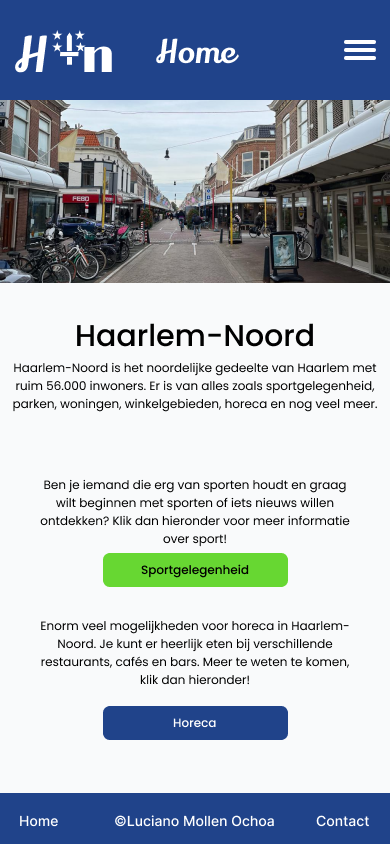 H n Home
FEBO
Haarlem-Noord
Haarlem-Noord is het noordelijke gedeelte van Haarlem met
ruim 56.000 inwoners. Er is van alles zoals sportgelegenheid,
parken, woningen, winkelgebieden, horeca en nog veel meer.
Ben je iemand die erg van sporten houdt en graag
wilt beginnen met sporten of iets nieuws willen
ontdekken? Klik dan hieronder voor meer informatie
over sport!
Sportgelegenheid
Enorm veel mogelijkheden voor horeca in Haarlem-
Noord. Je kunt er heerlijk eten bij verschillende
restaurants, cafés en bars. Meer te weten te komen,
klik dan hieronder!
Horeca
Home ©Luciano Mollen Ochoa Contact